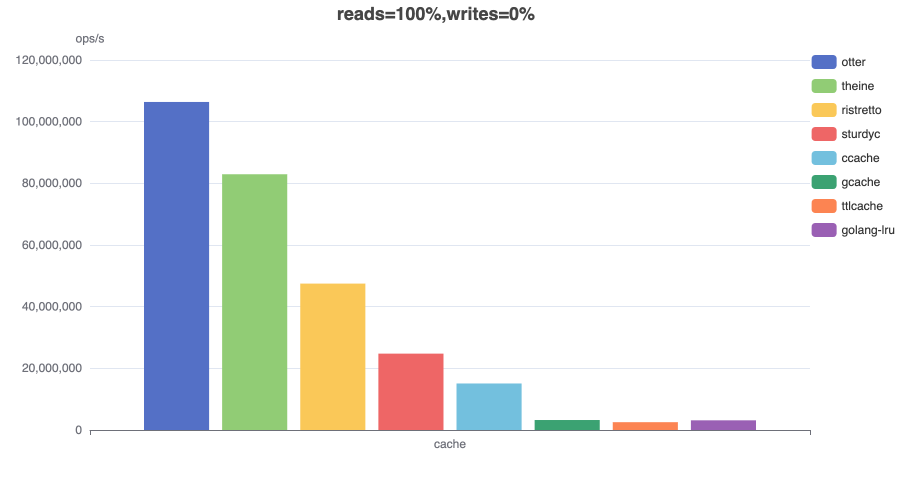 reads=100%,writes=0%
ops/s
120,000,000
100,000,000
80,000,000
60,000,000
40,000,000
20,000,000
0
cache
otter
theine
ristretto
sturdyc
ccache
gcache
ttlcache
golang-lru